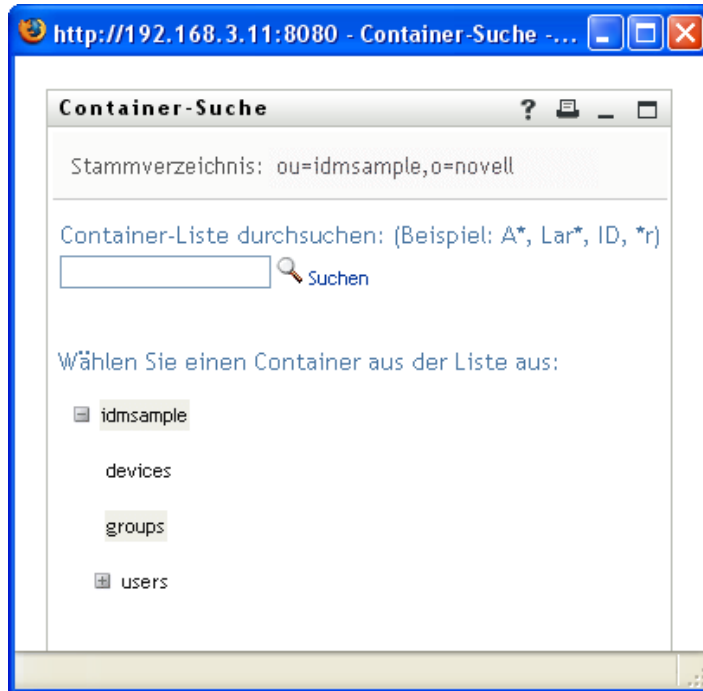 http://192.168.3.11:8080 - Container-Suche -...
Container-Suche
Stammverzeichnis: ou=idmsample,o=novell
Container-Liste durchsuchen: (Beispiel: A*, Lar*, ID, *r)
Suchen
Wählen Sie einen Container aus der Liste aus:
idmsample
devices
groups
users